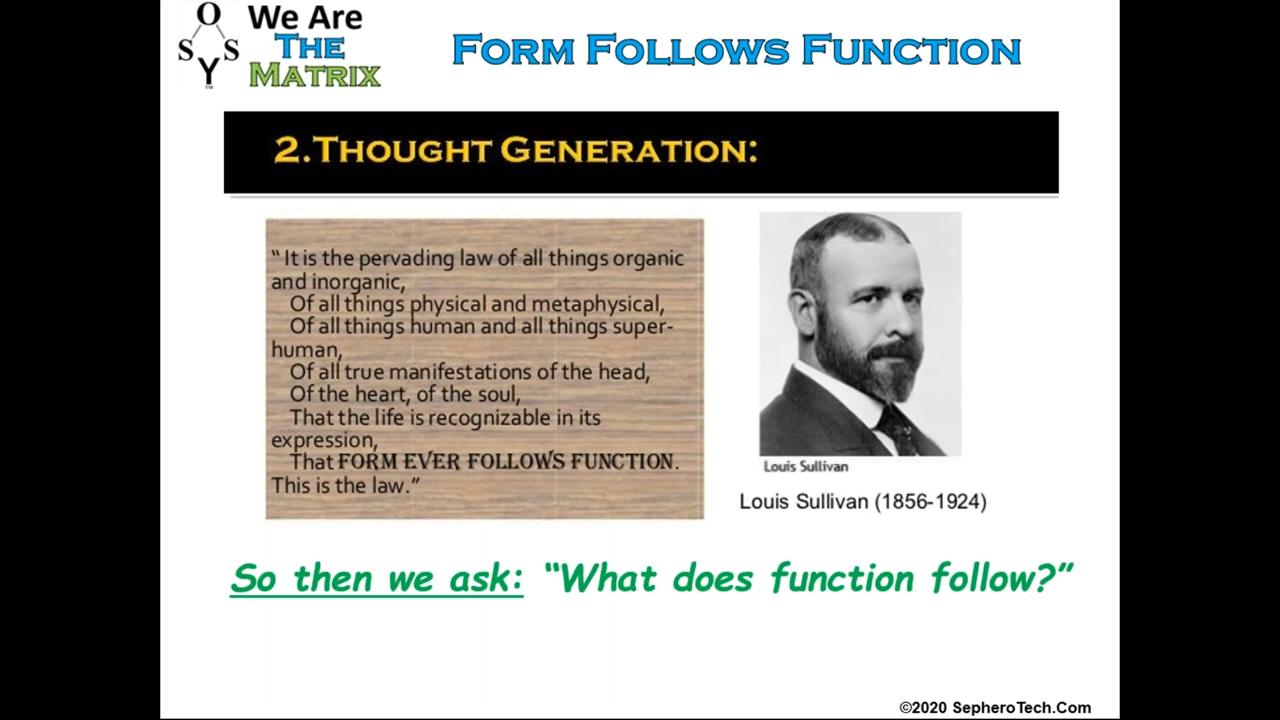 O
S S
Y
TM
We Are
THE
MATRIX
FORM FOLLOWS FUNCTION
2.THOUGHT GENERATION:
“ It is the pervading law of all things organic
and inorganic,
Of all things physical and metaphysical,
Of all things human and all things super-
human,
Of all true manifestations of the head,
Of the heart, of the soul,
That the life is recognizable in its
expression,
That FORM EVER FOLLOWS FUNCTION.
This is the law.”
Louis Sullivan
Louis Sullivan (1856-1924)
So then we ask: “What does function follow?”
©2020 SepheroTech.Com